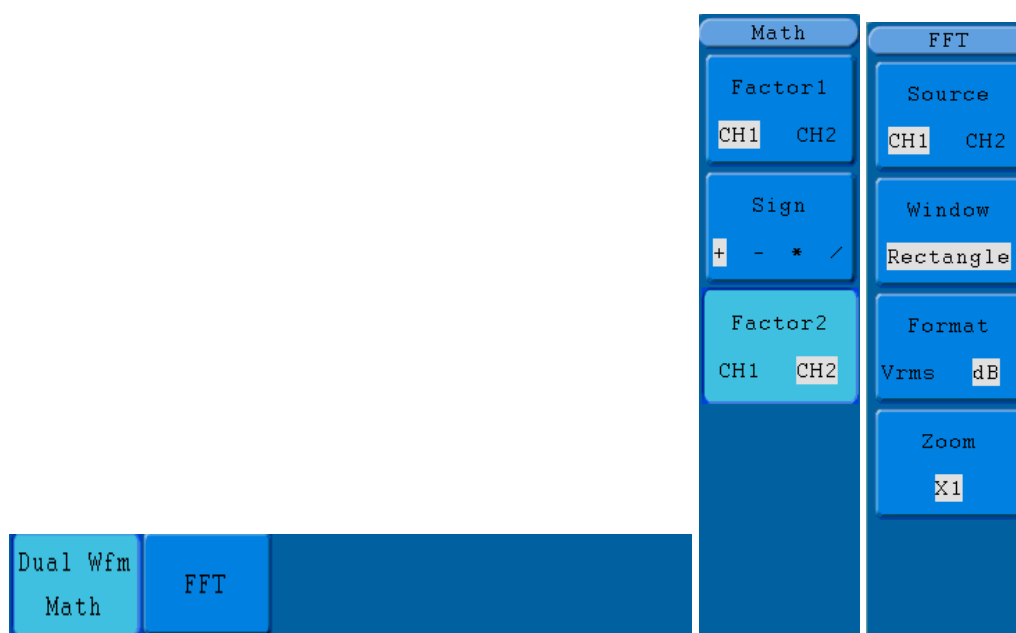 Math
Factor1
CH1 CH2
Sign
+ - * /
Factor2
CH1 CH2
FFT
Source
CH1 CH2
Window
Rectangle
Format
Vrms dB
Zoom
X1
Dual Wfm
Math
FFT